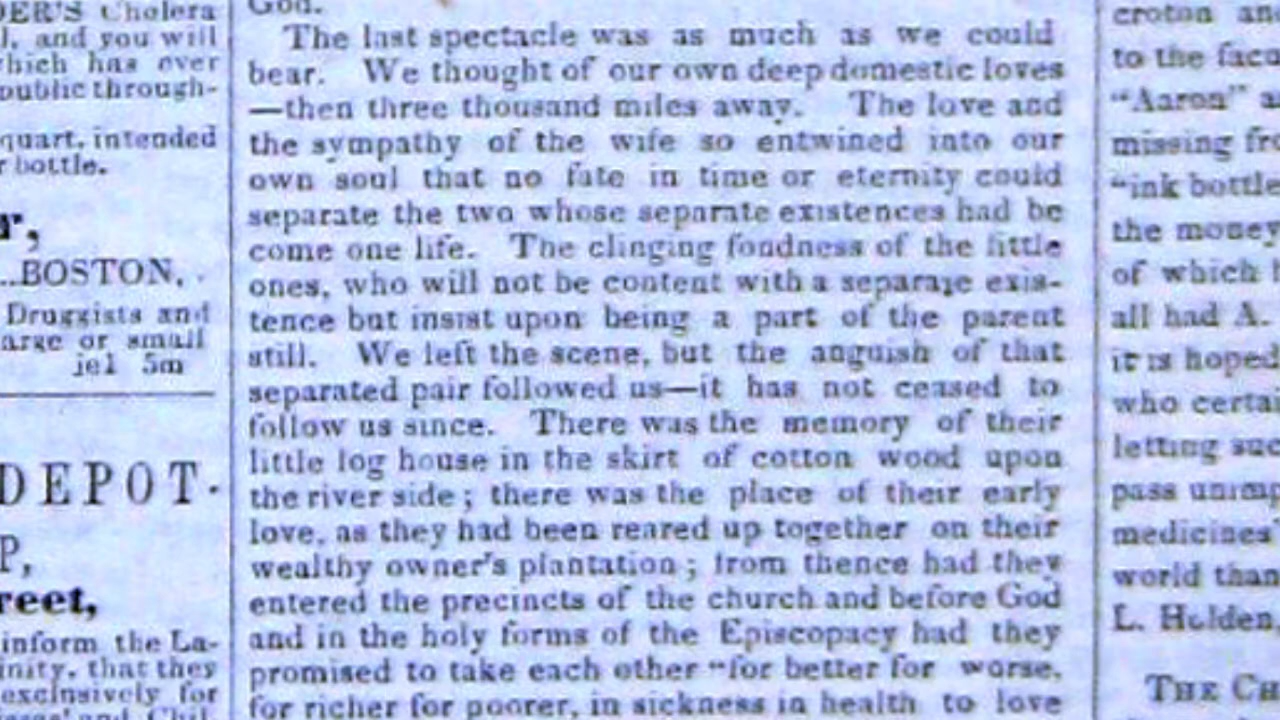 DER'S Cholera
l, and you will
which has over
public through-
quart, intended
r bottle.
r,
...BOSTON,
Druggists and
arge or small
je1 5m
DEPOT.
P,
reet,
inform the La-
inity, that they
exclnsively for
God.
The last spectacle was as much as we could
bear. We thought of our own deep domestic loves
—then three thousand miles away. The love and
the sympathy of the wife so entwined into our
own soul that no fate in time or eternity could
separate the two whose separate existences had be
come one life. The clinging fondness of the little
ones, who will not be content with a separate exis-
tence but insist upon being a part of the parent
still. We left the scene, but the anguish of that
separated pair followed us—it has not ceased to
follow us since. There was the memory of their
little log house in the skirt of cotton wood upon
the river side; there was the place of their early
love, as they had been reared up together on their
wealthy owner's plantation; from thence had they
entered the precincts of the church and before God
and in the holy forms of the Episcopacy had they
promised to take each other "for better for worse,
for richer for poorer, in sickness in health to love
croton an
to the facu
"Aaron" a
missing fro
"ink bottle
the money
of which h
all had A.
it is hoped
who certai
letting suc
pass unimp
medicines
world than
L. Holden
THE CH